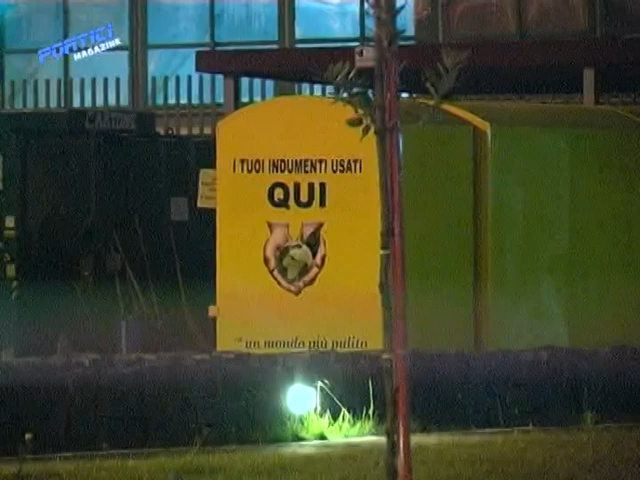 PORTICI
MAGAZINE
CARTONE
I TUOI INDUMENTI USATI
QUI
un mondo più pulito